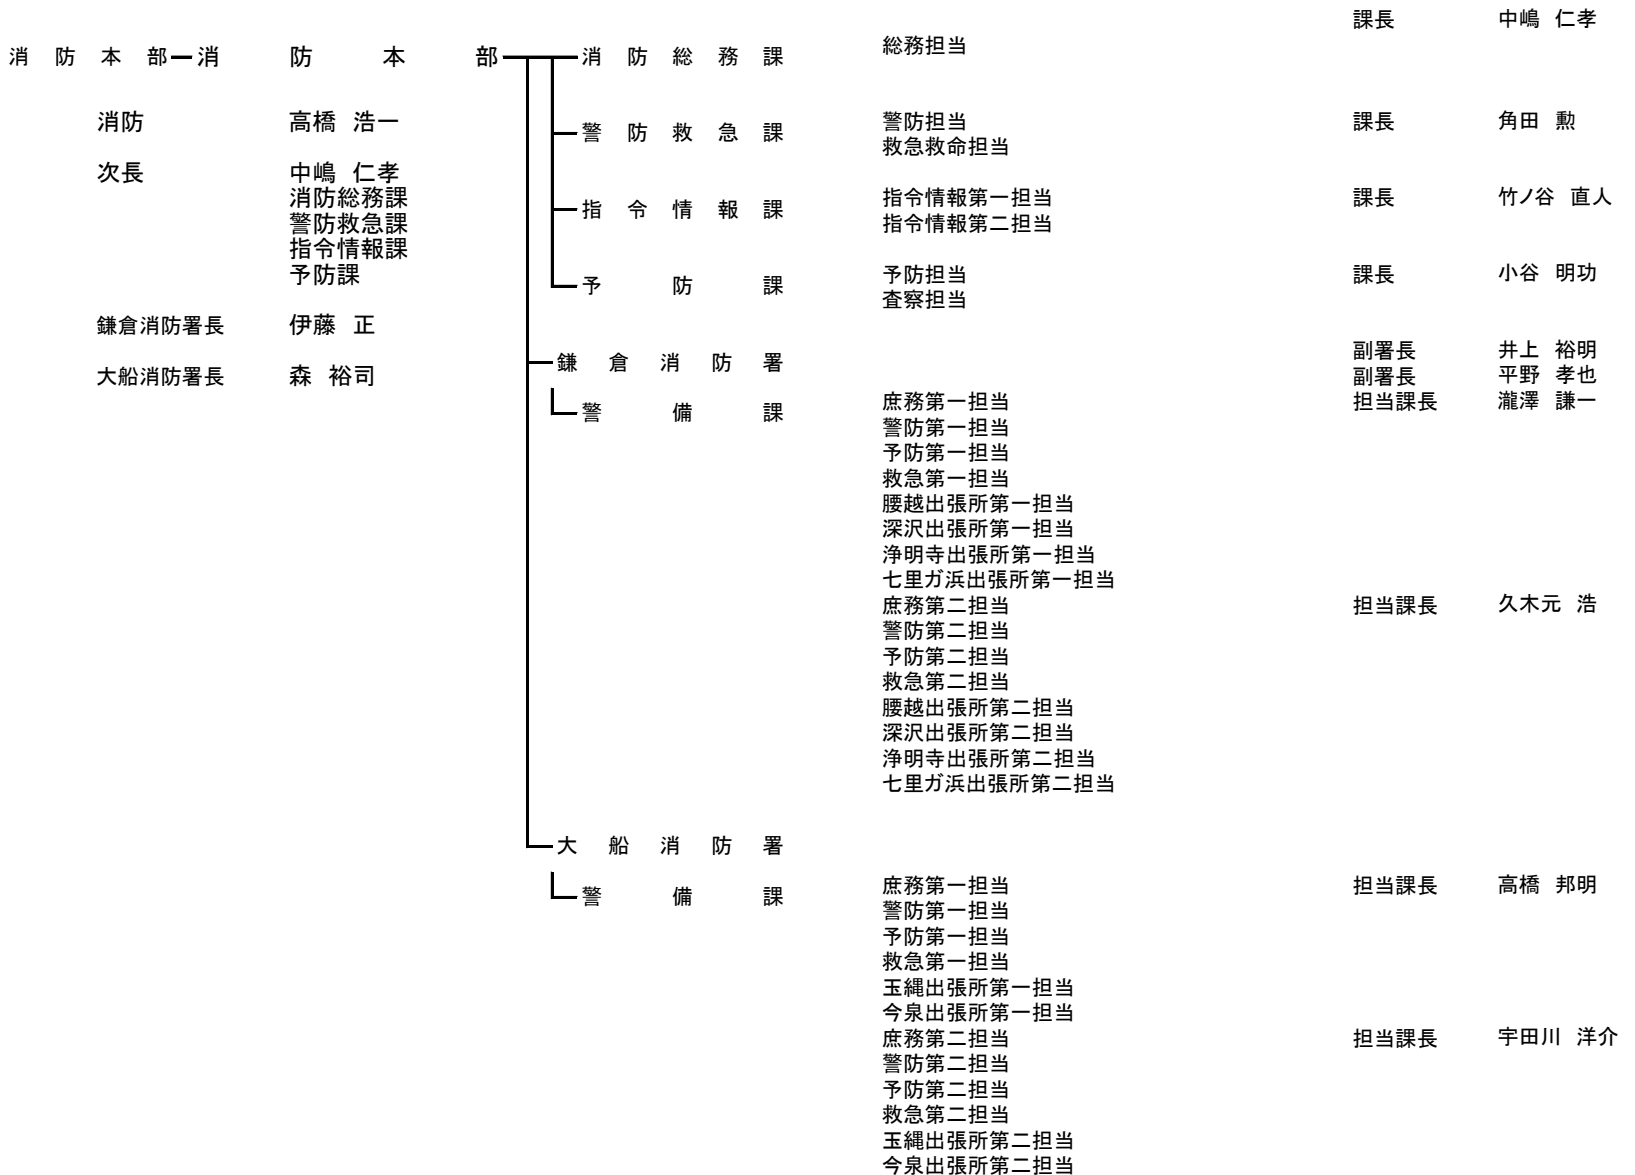 課長 中嶋 仁孝
消防本部 消防本部 消防総務課 総務担当
消防 高橋 浩一 警防救急課 警防担当 課長 角田 勲
救急救命担当
次長 中嶋 仁孝
消防総務課 指令情報課 指令情報第一担当 課長 竹ノ谷 直人
警防救急課 指令情報第二担当
指令情報課
予防課 予防課 予防担当 課長 小谷 明功
査察担当
鎌倉消防署長 伊藤 正
鎌倉消防署 副署長 井上 裕明
大船消防署長 森 裕司 副署長 平野 孝也
警備課 庶務第一担当 担当課長 瀧澤 謙一
警防第一担当
予防第一担当
救急第一担当
腰越出張所第一担当
深沢出張所第一担当
浄明寺出張所第一担当
七里ガ浜出張所第一担当
庶務第二担当 担当課長 久木元 浩
警防第二担当
予防第二担当
救急第二担当
腰越出張所第二担当
深沢出張所第二担当
浄明寺出張所第二担当
七里ガ浜出張所第二担当
大船消防署
警備課 庶務第一担当 担当課長 高橋 邦明
警防第一担当
予防第一担当
救急第一担当
玉縄出張所第一担当
今泉出張所第一担当
庶務第二担当 担当課長 宇田川 洋介
警防第二担当
予防第二担当
救急第二担当
玉縄出張所第二担当
今泉出張所第二担当